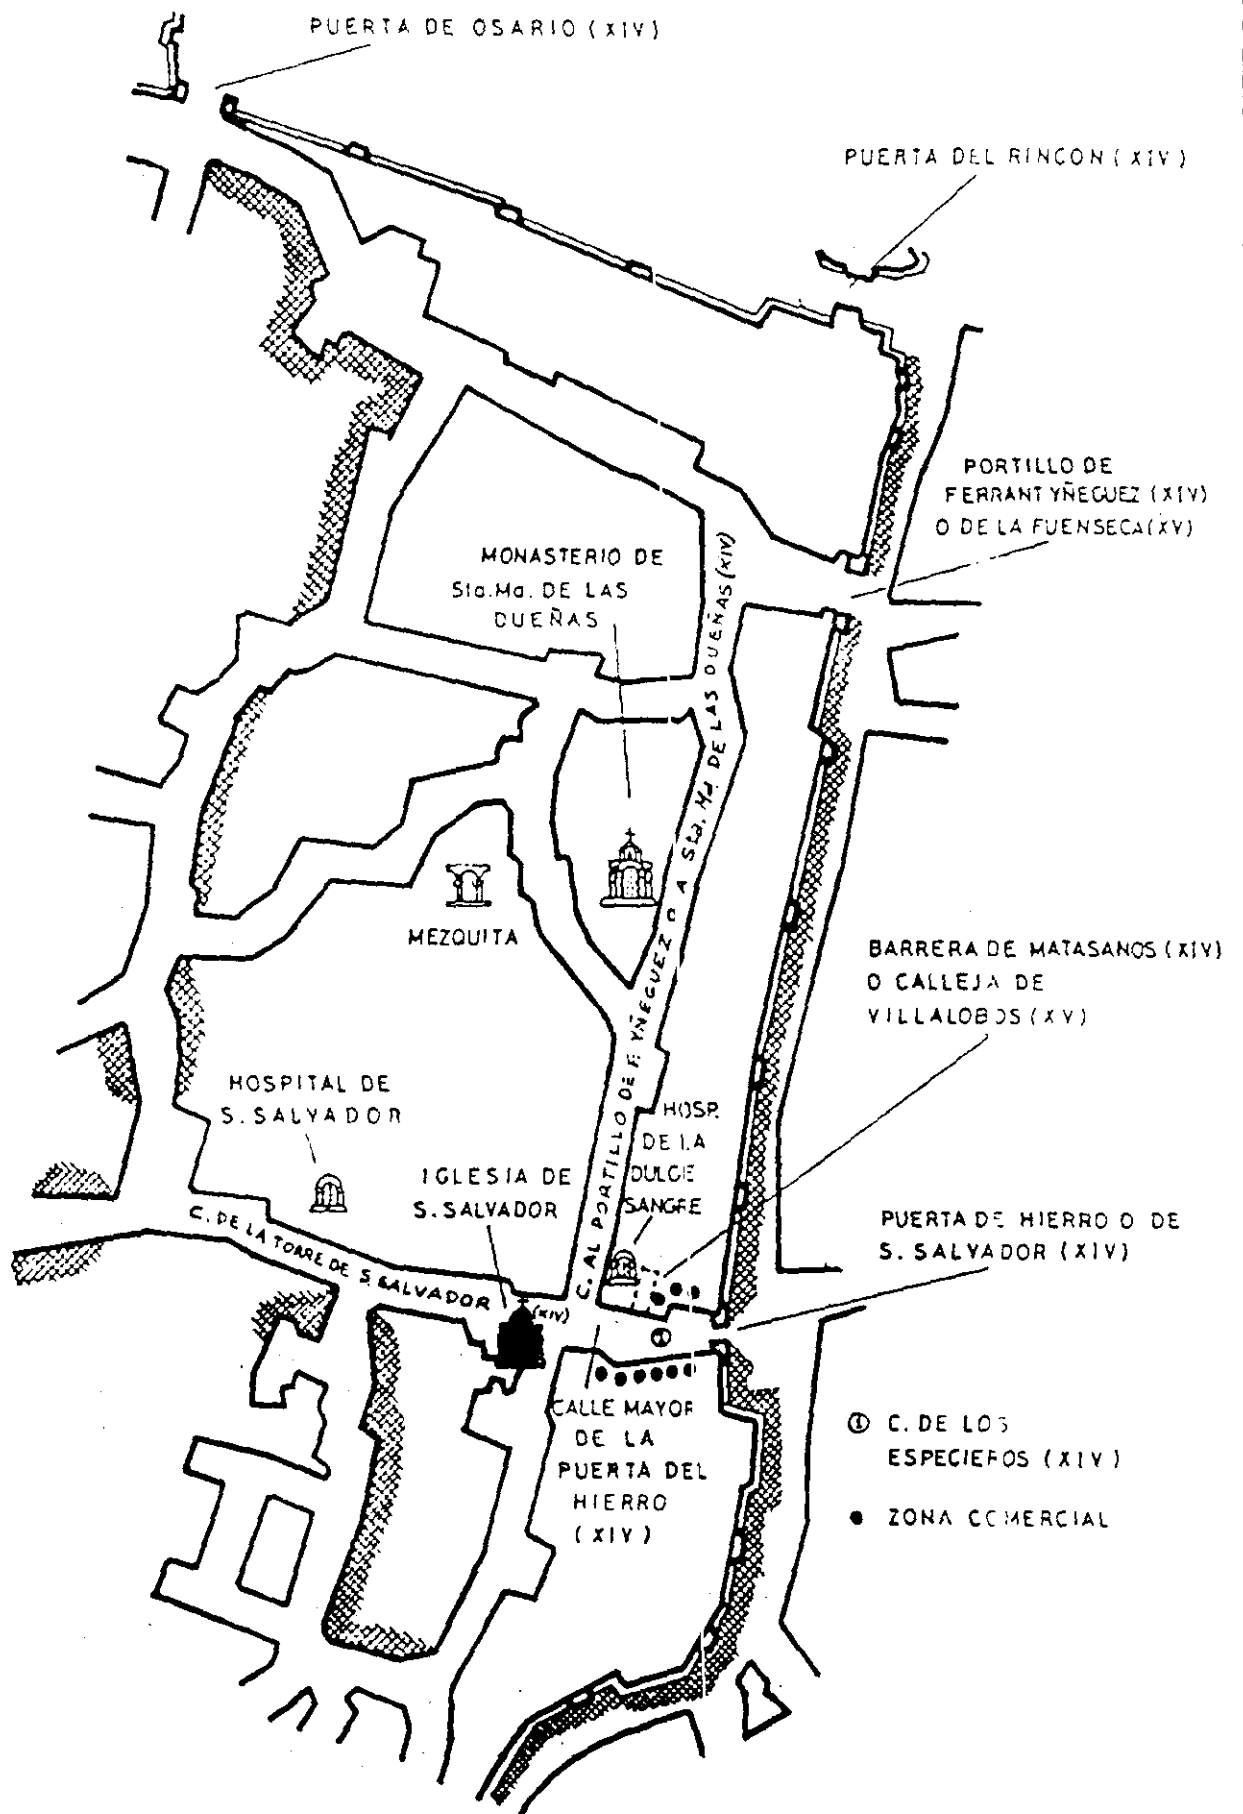 PUERTA DE OSARIO (XIV)
PUERTA DEL RINCON (XIV)
PORTILLO DE
FERRANT YÑEGUEZ (XIV)
O DE LA FUENSECA (XV)
MONASTERIO DE
Sta.Ma. DE LAS
DUEÑAS
C. AL PORTILLO DE F. YÑEGUEZ O A Sta. Ma DE LAS DUEÑAS (XIV)
MEZQUITA
BARRERA DE MATASANOS (XIV)
O CALLEJA DE
VILLALOBOS (XV)
HOSPITAL DE
S. SALVADOR
HOSP.
DE LA
DULCE
SANGRE
IGLESIA DE
S. SALVADOR
C. DE LA TORRE DE S. SALVADOR
(XIV)
PUERTA DE HIERRO O DE
S. SALVADOR (XIV)
1
CALLE MAYOR
DE LA
PUERTA DEL
HIERRO
(XIV)
1 C. DE LOS
ESPECIEROS (XIV)
● ZONA COMERCIAL